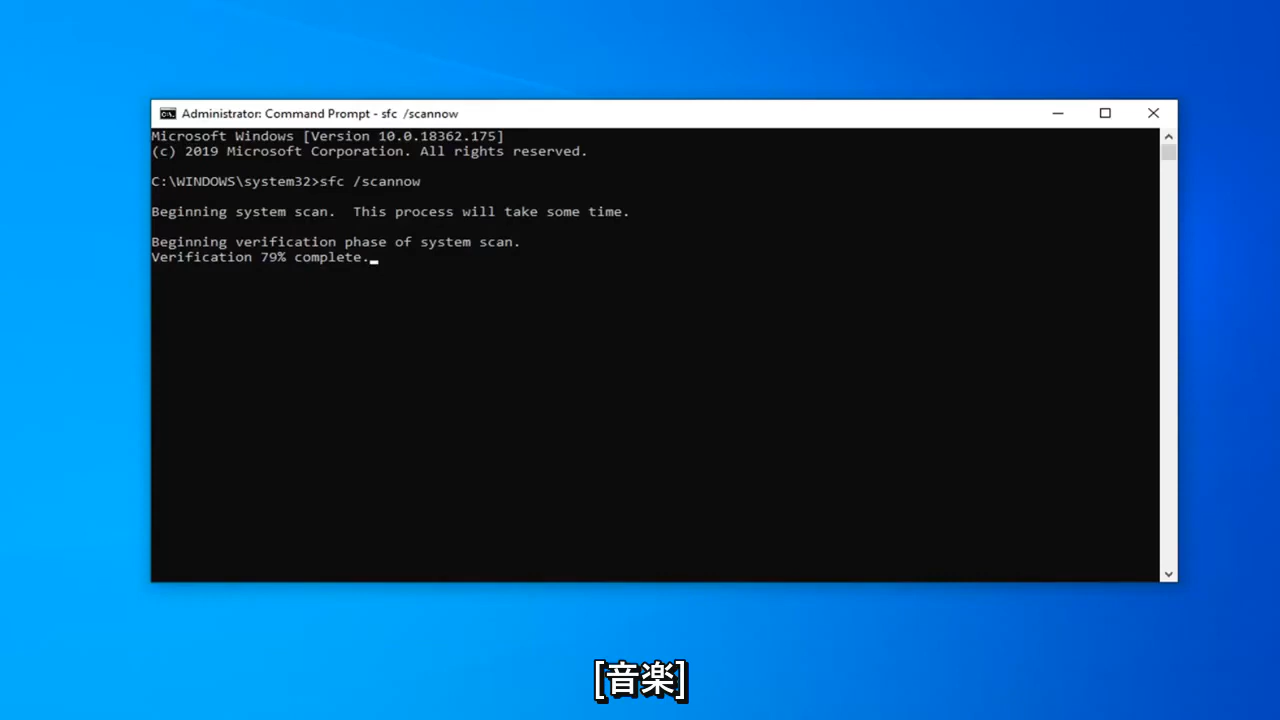 Administrator: Command Prompt - sfc /scannow
Microsoft Windows [Version 10.0.18362.175]
(c) 2019 Microsoft Corporation. All rights reserved.
C:\WINDOWS\system32>sfc /scannow
Beginning system scan.  This process will take some time.
Beginning verification phase of system scan.
Verification 79% complete.
[音楽]